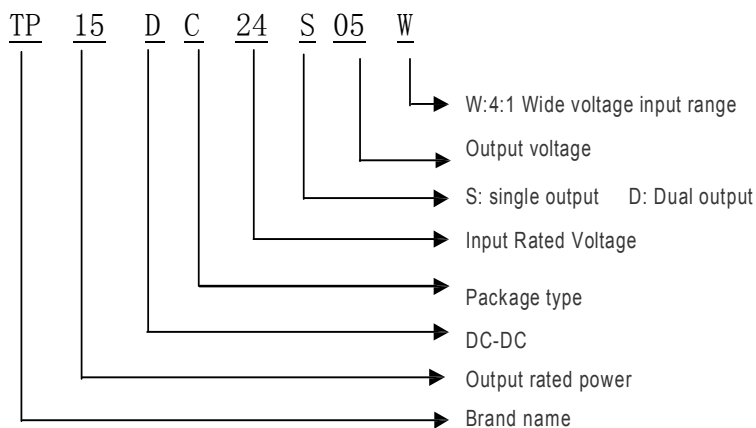 TP 15 D C 24 S 05 W
W:4:1 Wide voltage input range
Output voltage
S: single output D: Dual output
Input Rated Voltage
Package type
DC-DC
Output rated power
Brand name